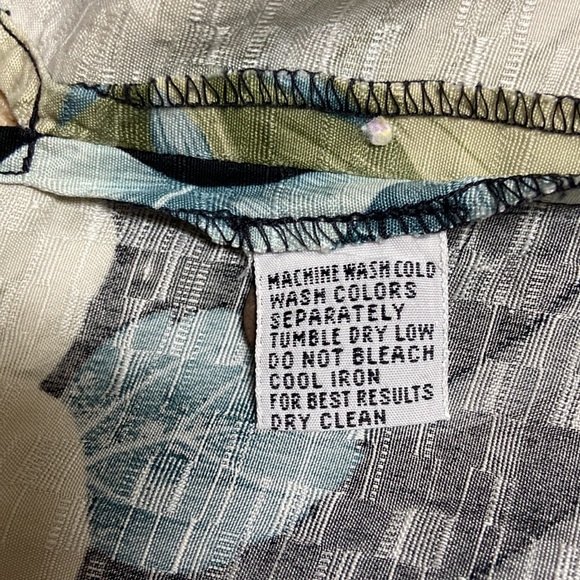 MACHINE WASH COLD
WASH COLORS
SEPARATELY
TUMBLE DRY LOW
DO NOT BLEACH
COOL IRON
FOR BEST RESULTS
DRY CLEAN